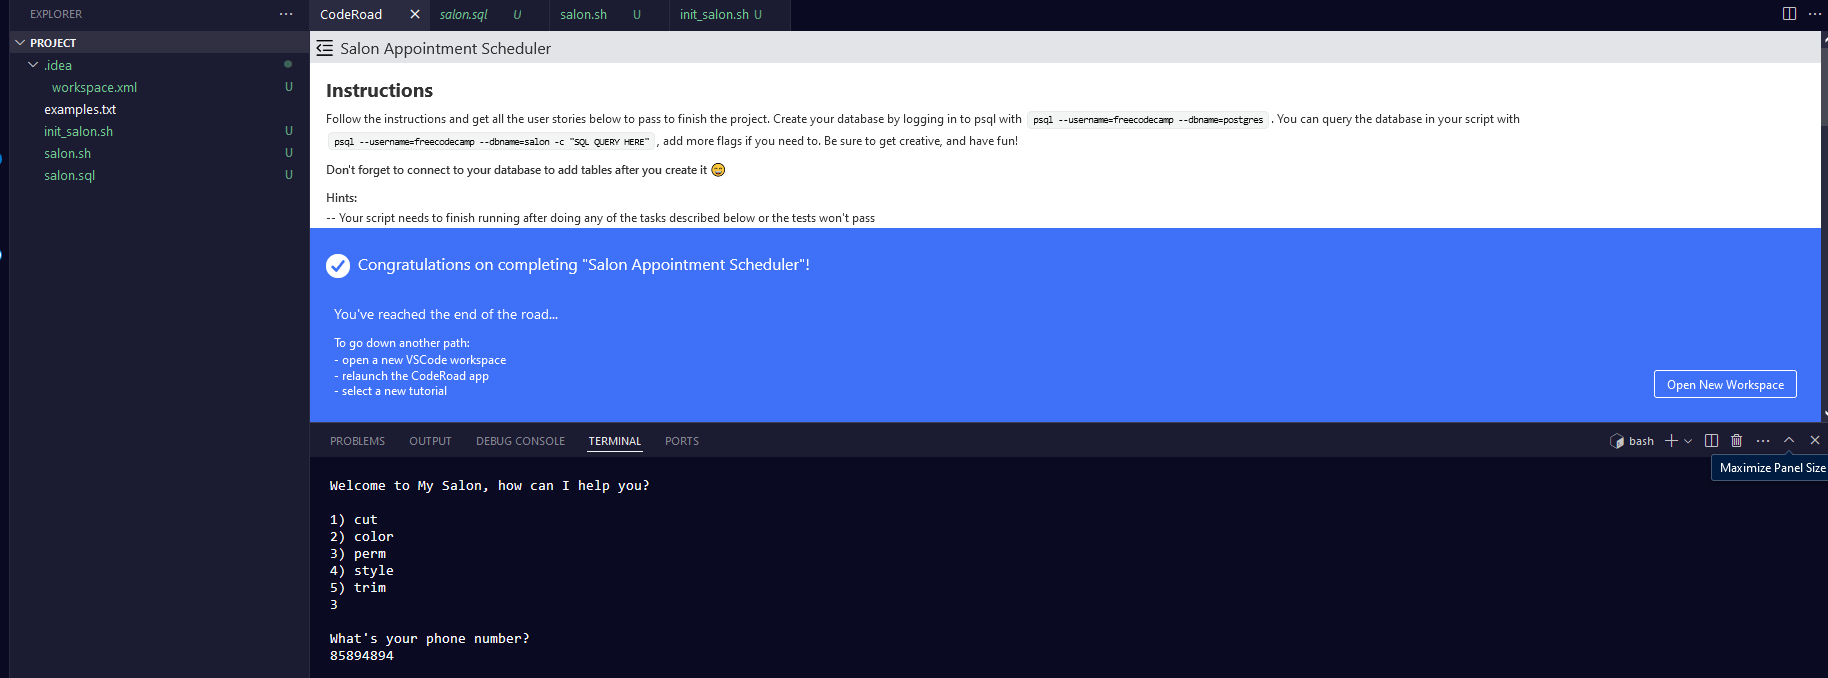 EXPLORER
PROJECT
.idea
workspace.xml U
examples.txt
init_salon.sh U
salon.sh U
salon.sql U
CodeRoad
salon.sql U
salon.sh U
init_salon.sh U
Salon Appointment Scheduler
Instructions
Follow the instructions and get all the user stories below to pass to finish the project. Create your database by logging in to psql with psql --username=freecodecamp --dbname=postgres . You can query the database in your script with
psql --username=freecodecamp --dbname=salon -c "SQL QUERY HERE" , add more flags if you need to. Be sure to get creative, and have fun!
Don't forget to connect to your database to add tables after you create it 😊
Hints:
-- Your script needs to finish running after doing any of the tasks described below or the tests won't pass
Congratulations on completing "Salon Appointment Scheduler"!
You've reached the end of the road...
To go down another path:
- open a new VSCode workspace
- relaunch the CodeRoad app
- select a new tutorial
Open New Workspace
PROBLEMS OUTPUT DEBUG CONSOLE TERMINAL PORTS
bash
Maximize Panel Size
Welcome to My Salon, how can I help you?
1) cut
2) color
3) perm
4) style
5) trim
3
What's your phone number?
85894894